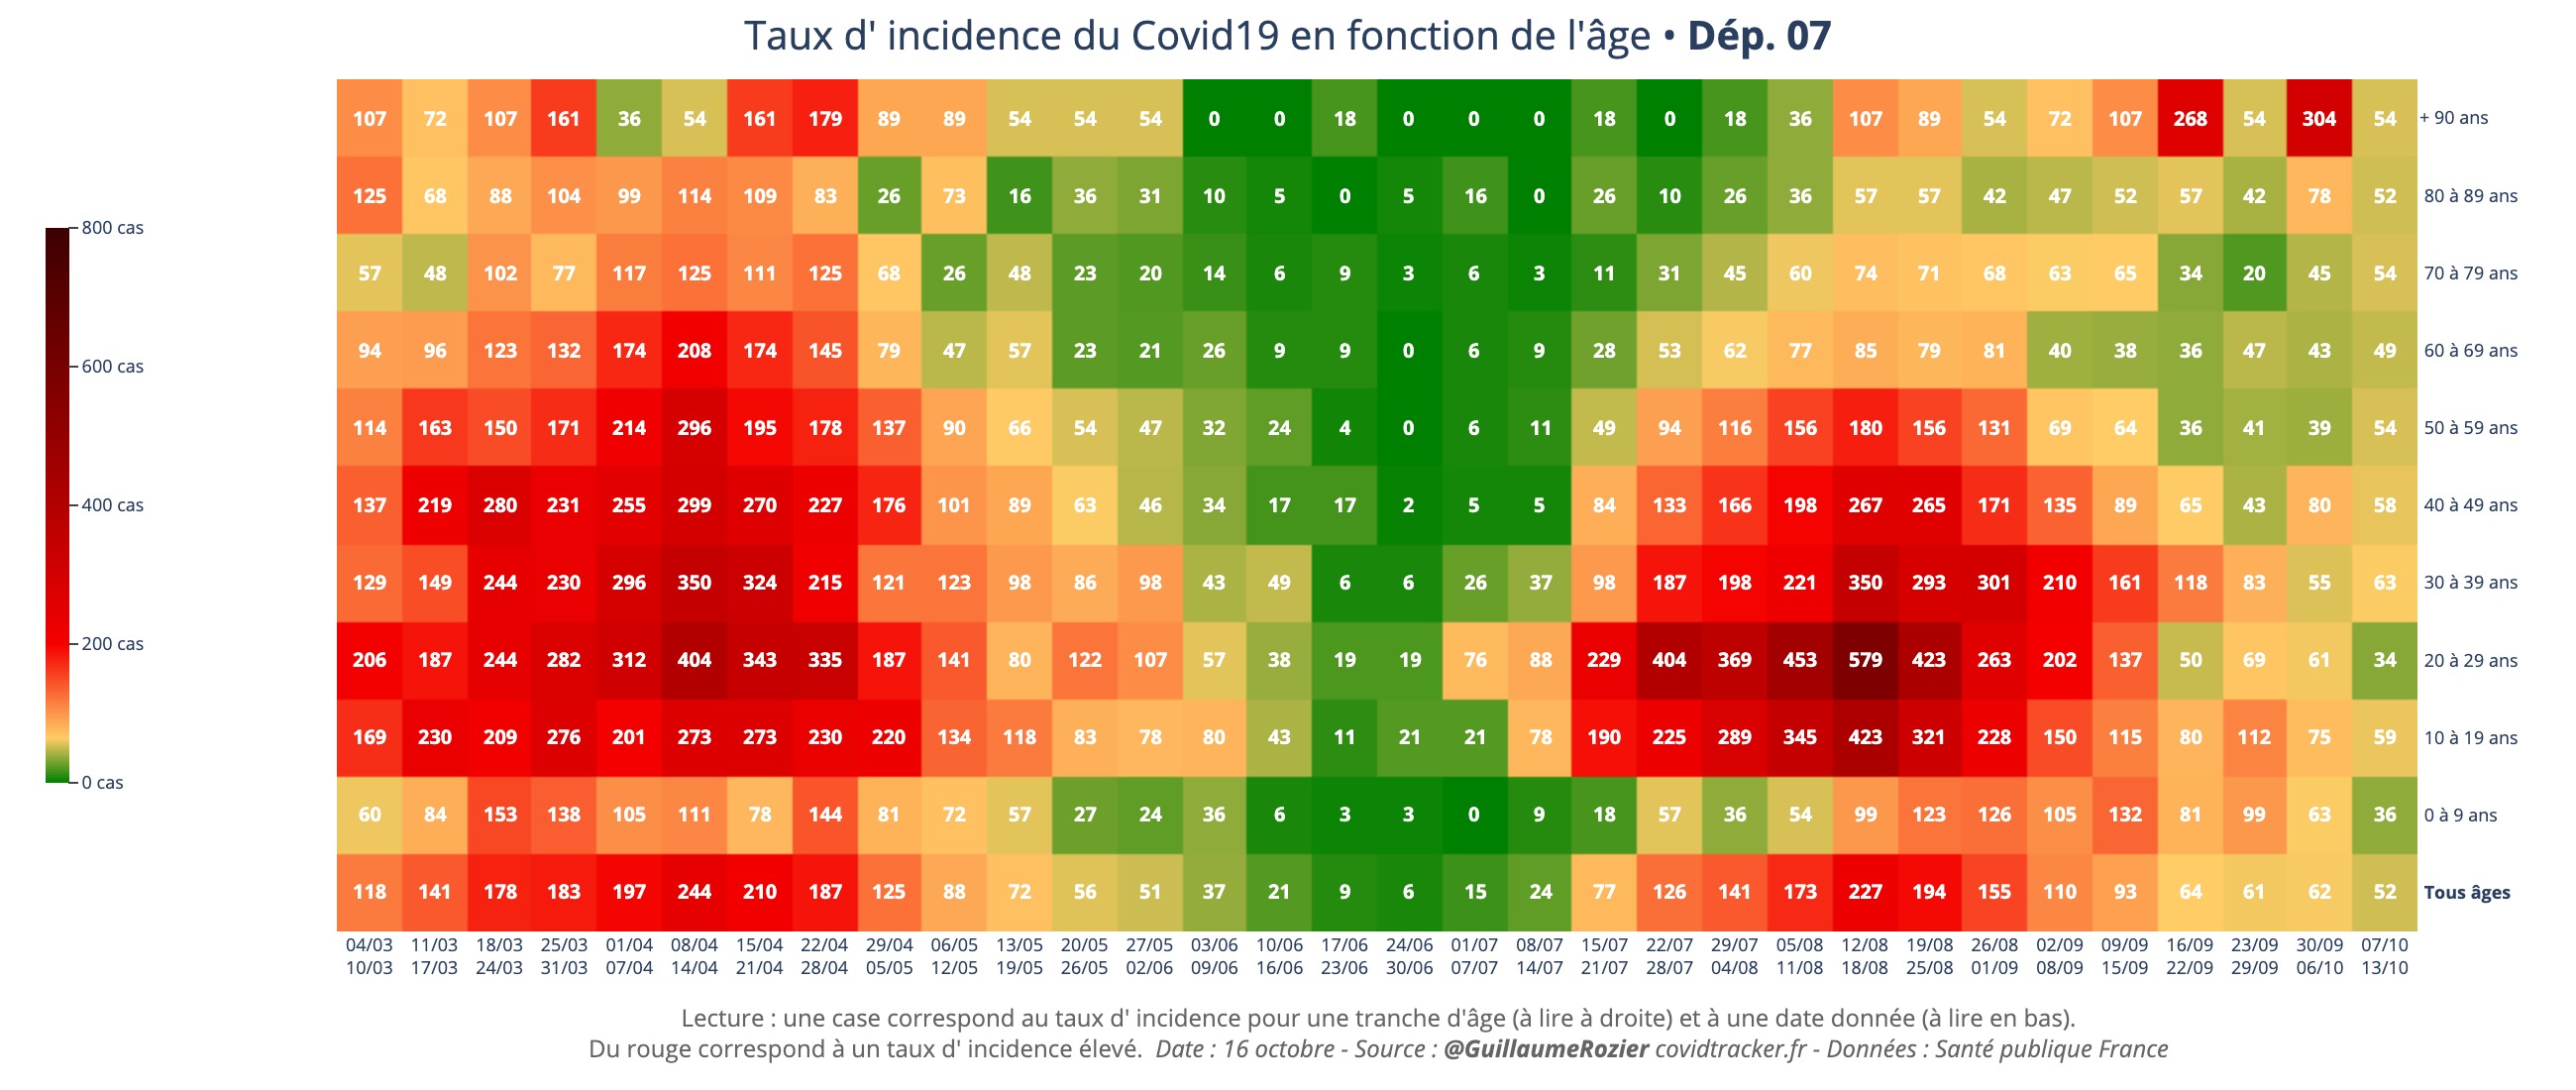 Taux d' incidence du Covid19 en fonction de l'âge • Dép. 07
107 72 107 161 36 54 161 179 89 89 54 54 54 0 0 18 0 0 0 18 0 18 36 107 89 54 72 107 268 54 304 54 + 90 ans
125 68 88 104 99 114 109 83 26 73 16 36 31 10 5 0 5 16 0 26 10 26 36 57 57 42 47 52 57 42 78 52 80 à 89 ans
800 cas
57 48 102 77 117 125 111 125 68 26 48 23 20 14 6 9 3 6 3 11 31 45 60 74 71 68 63 65 34 20 45 54 70 à 79 ans
94 96 123 132 174 208 174 145 79 47 57 23 21 26 9 9 0 6 9 28 53 62 77 85 79 81 40 38 36 47 43 49 60 à 69 ans
600 cas
114 163 150 171 214 296 195 178 137 90 66 54 47 32 24 4 0 6 11 49 94 116 156 180 156 131 69 64 36 41 39 54 50 à 59 ans
400 cas
137 219 280 231 255 299 270 227 176 101 89 63 46 34 17 17 2 5 5 84 133 166 198 267 265 171 135 89 65 43 80 58 40 à 49 ans
129 149 244 230 296 350 324 215 121 123 98 86 98 43 49 6 6 26 37 98 187 198 221 350 293 301 210 161 118 83 55 63 30 à 39 ans
200 cas
206 187 244 282 312 404 343 335 187 141 80 122 107 57 38 19 19 76 88 229 404 369 453 579 423 263 202 137 50 69 61 34 20 à 29 ans
169 230 209 276 201 273 273 230 220 134 118 83 78 80 43 11 21 21 78 190 225 289 345 423 321 228 150 115 80 112 75 59 10 à 19 ans
0 cas
60 84 153 138 105 111 78 144 81 72 57 27 24 36 6 3 3 0 9 18 57 36 54 99 123 126 105 132 81 99 63 36 0 à 9 ans
118 141 178 183 197 244 210 187 125 88 72 56 51 37 21 9 6 15 24 77 126 141 173 227 194 155 110 93 64 61 62 52 Tous âges
04/03 11/03 18/03 25/03 01/04 08/04 15/04 22/04 29/04 06/05 13/05 20/05 27/05 03/06 10/06 17/06 24/06 01/07 08/07 15/07 22/07 29/07 05/08 12/08 19/08 26/08 02/09 09/09 16/09 23/09 30/09 07/10
10/03 17/03 24/03 31/03 07/04 14/04 21/04 28/04 05/05 12/05 19/05 26/05 02/06 09/06 16/06 23/06 30/06 07/07 14/07 21/07 28/07 04/08 11/08 18/08 25/08 01/09 08/09 15/09 22/09 29/09 06/10 13/10
Lecture : une case correspond au taux d' incidence pour une tranche d'âge (à lire à droite) et à une date donnée (à lire en bas).
Du rouge correspond à un taux d' incidence élevé. Date : 16 octobre - Source : @GuillaumeRozier covidtracker.fr - Données : Santé publique France